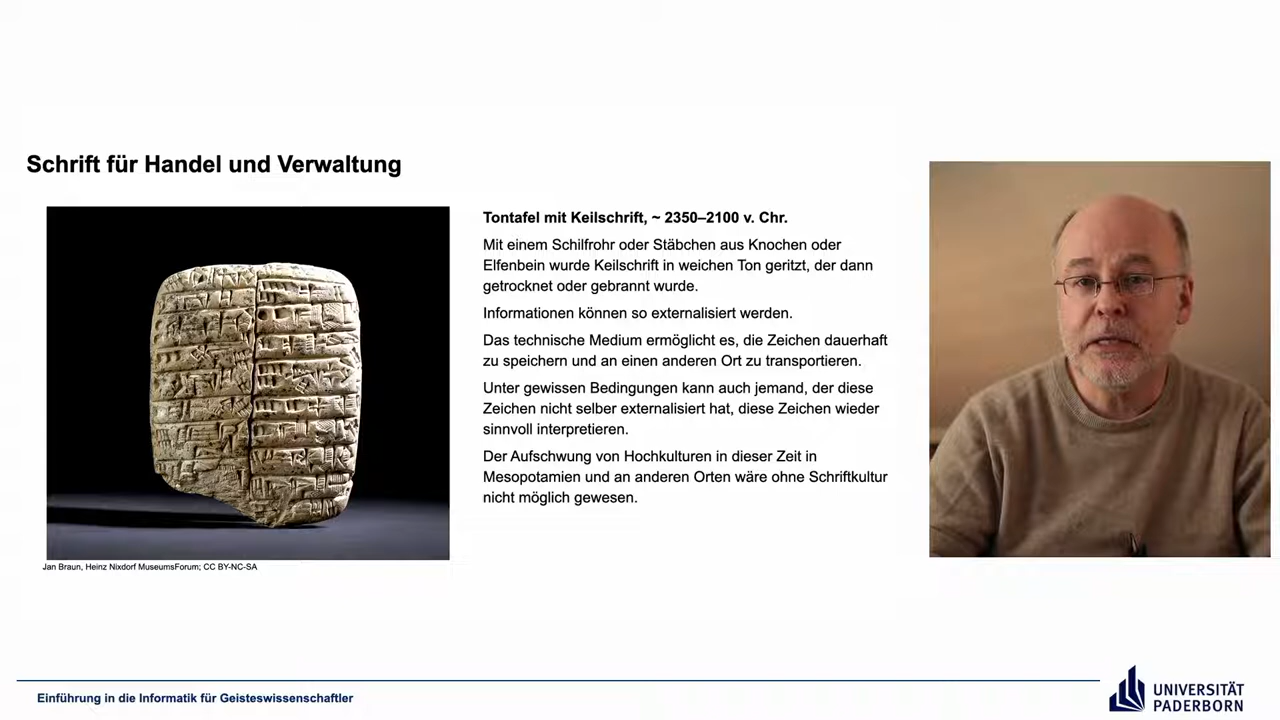 Schrift für Handel und Verwaltung
Tontafel mit Keilschrift, ~ 2350–2100 v. Chr.
Mit einem Schilfrohr oder Stäbchen aus Knochen oder
Elfenbein wurde Keilschrift in weichen Ton geritzt, der dann
getrocknet oder gebrannt wurde.
Informationen können so externalisiert werden.
Das technische Medium ermöglicht es, die Zeichen dauerhaft
zu speichern und an einen anderen Ort zu transportieren.
Unter gewissen Bedingungen kann auch jemand, der diese
Zeichen nicht selber externalisiert hat, diese Zeichen wieder
sinnvoll interpretieren.
Der Aufschwung von Hochkulturen in dieser Zeit in
Mesopotamien und an anderen Orten wäre ohne Schriftkultur
nicht möglich gewesen.
Jan Braun, Heinz Nixdorf MuseumsForum; CC BY-NC-SA
Einführung in die Informatik für Geisteswissenschaftler
UNIVERSITÄT
PADERBORN